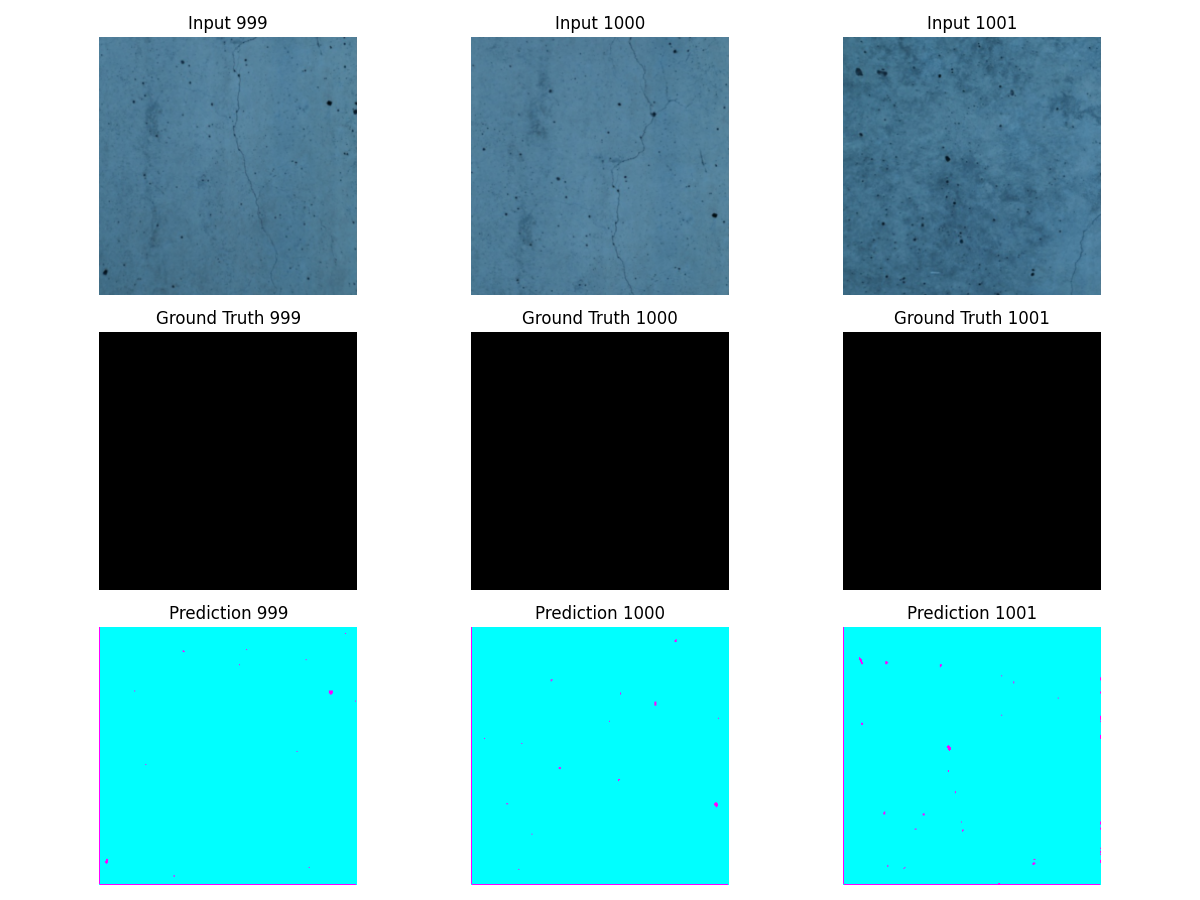 Input 999
Input 1000
Input 1001
Ground Truth 999
Ground Truth 1000
Ground Truth 1001
Prediction 999
Prediction 1000
Prediction 1001